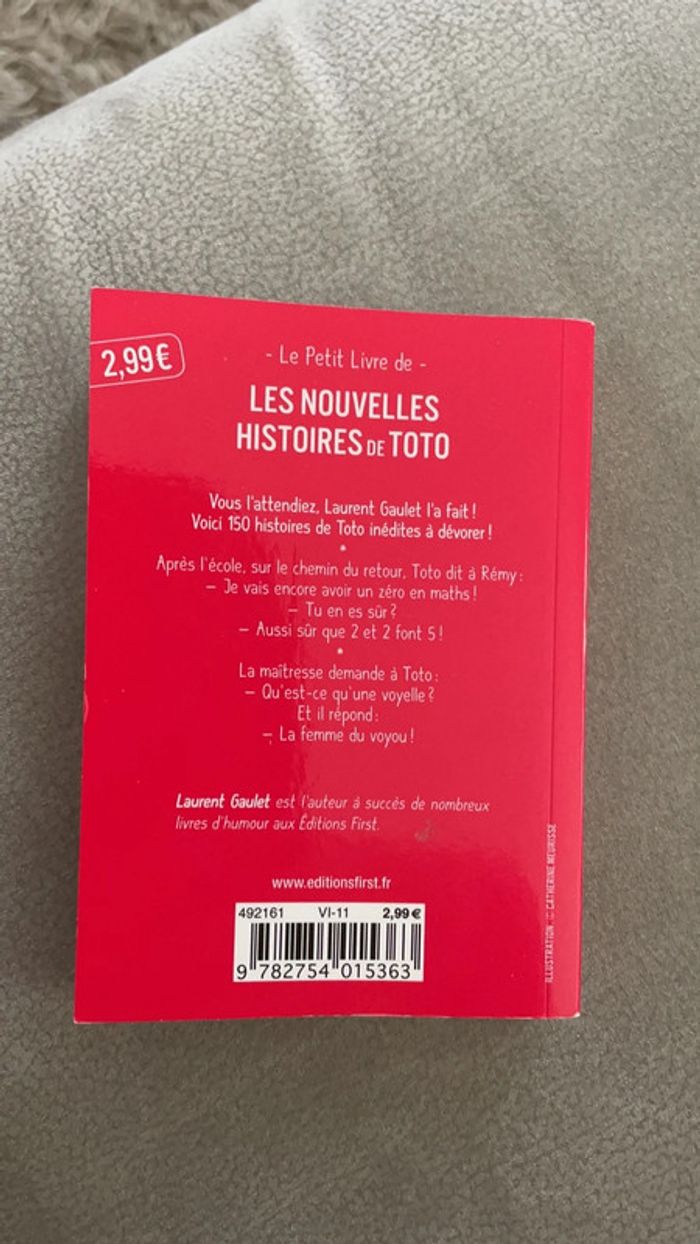 2,99€
- Le Petit Livre de -
LES NOUVELLES
HISTOIRES DE TOTO
Vous l'attendiez, Laurent Gaulet l'a fait !
Voici 150 histoires de Toto inédites à dévorer !
*
Après l'école, sur le chemin du retour, Toto dit à Rémy :
– Je vais encore avoir un zéro en maths !
– Tu en es sûr ?
– Aussi sûr que 2 et 2 font 5 !
*
La maîtresse demande à Toto :
– Qu'est-ce qu'une voyelle ?
Et il répond :
– La femme du voyou !
Laurent Gaulet est l'auteur à succès de nombreux
livres d'humour aux Éditions First.
www.editionsfirst.fr
492161 VI-11 2,99 €
9 782754 015363
ILLUSTRATION : © CATHERINE MEURISSE